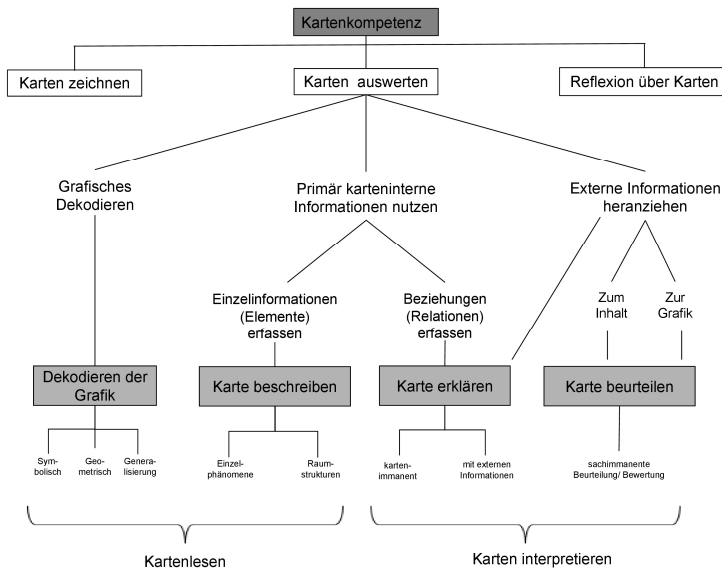 Kartenkompetenz
Karten zeichnen
Karten auswerten
Reflexion über Karten
Grafisches
Dekodieren
Primär karteninterne
Informationen nutzen
Externe Informationen
heranziehen
Einzelinformationen
(Elemente)
erfassen
Beziehungen
(Relationen)
erfassen
Zum
Inhalt
Zur
Grafik
Dekodieren der
Grafik
Karte beschreiben
Karte erklären
Karte beurteilen
Sym-
bolisch
Geo-
metrisch
Genera-
lisierung
Einzel-
phänomene
Raum-
strukturen
karten-
immanent
mit externen
Informationen
sachimmanente
Beurteilung/ Bewertung
Kartenlesen
Karten interpretieren